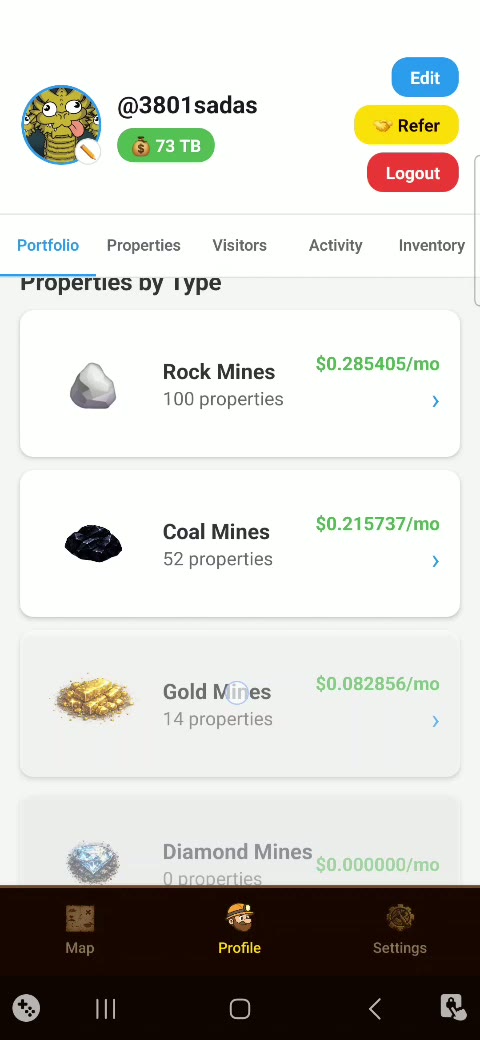 @3801sadas
73 TB
Edit
Refer
Logout
Portfolio
Properties
Visitors
Activity
Inventory
Properties by Type
Rock Mines
100 properties
$0.285405/mo
Coal Mines
52 properties
$0.215737/mo
Gold Mines
14 properties
$0.082856/mo
Diamond Mines
0 properties
$0.000000/mo
Map
Profile
Settings